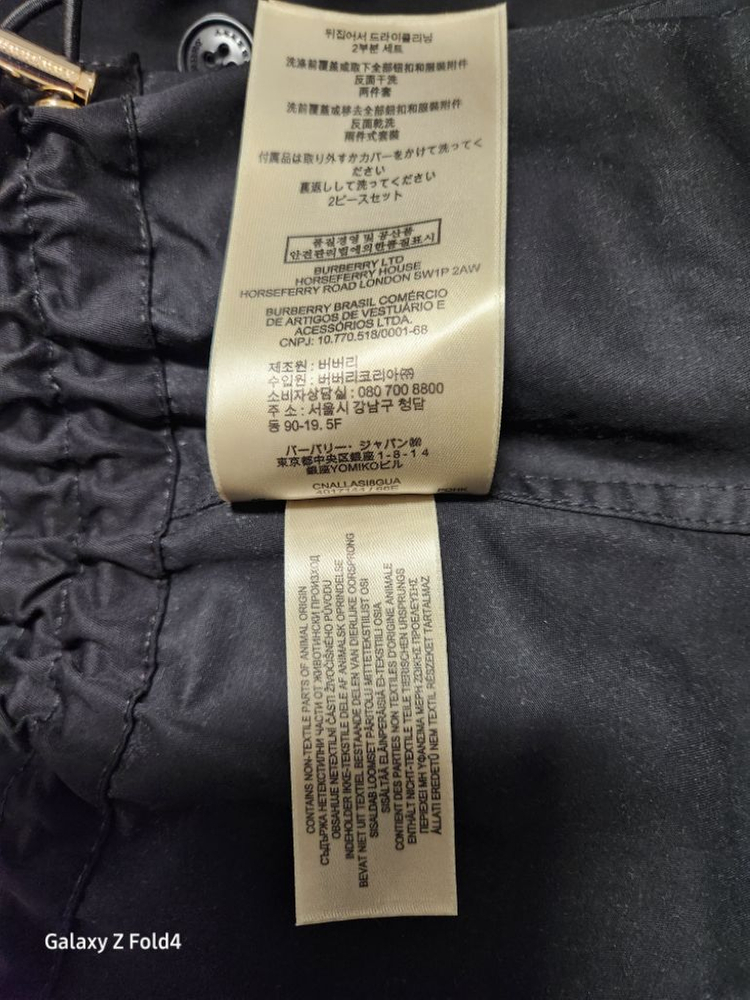 뒤집어서 드라이클리닝
2부분 세트
洗涤前覆盖或取下全部钮扣和服装附件
反面干洗
两件套
洗前覆蓋或移去全部鈕扣和服裝附件
反面乾洗
兩件式套裝
付属品は取り外すかカバーをかけて洗ってく
ださい
裏返しして洗ってください
2ピースセット
품질경영 및 공산품
안전관리법에의한품질표시
BURBERRY LTD
HORSEFERRY HOUSE
HORSEFERRY ROAD LONDON SW1P 2AW
BURBERRY BRASIL COMÉRCIO
DE ARTIGOS DE VESTUÁRIO E
ACESSÓRIOS LTDA.
CNPJ: 10.770.518/0001-68
제조원 : 버버리
수입원 : 버버리코리아㈜
소비자상담실 : 080 700 8800
주 소 : 서울시 강남구 청담
동 90-19. 5F
バーバリー・ジャパン㈱
東京都中央区銀座1-8-14
銀座YOMIKOビル
CNALLASI8GUA
CONTAINS NON-TEXTILE PARTS OF ANIMAL ORIGIN
СЪДЪРЖА НЕТЕКСТИЛНИ ЧАСТИ ОТ ЖИВОТИНСКИ ПРОИЗХОД
OBSAHUJE NETEXTILNÍ ČÁSTI ŽIVOČIŠNÉHO PŮVODU
INDEHOLDER IKKE-TEKSTILE DELE AF ANIMALSK OPRINDELSE
BEVAT NIET UIT TEXTIEL BESTAANDE DELEN VAN DIERLIJKE OORSPRONG
SISALDAB LOOMSET PÄRITOLU MITTETEKSTIILIST OSI
SISÄLTÄÄ ELÄINPERÄISIÄ EI-TEKSTIILI OSIA
CONTIENT DES PARTIES NON TEXTILES D'ORIGINE ANIMALE
ENTHÄLT NICHT-TEXTILE TEILE TIERISCHEN URSPRUNGS
ΠΕΡΙΕΧΕΙ ΜΗ ΥΦΑΝΣΙΜΑ ΜΕΡΗ ΖΩΙΚΗΣ ΠΡΟΕΛΕΥΣΗΣ
ÁLLATI EREDETŰ NEM TEXTIL RÉSZEKET TARTALMAZ
Galaxy Z Fold4